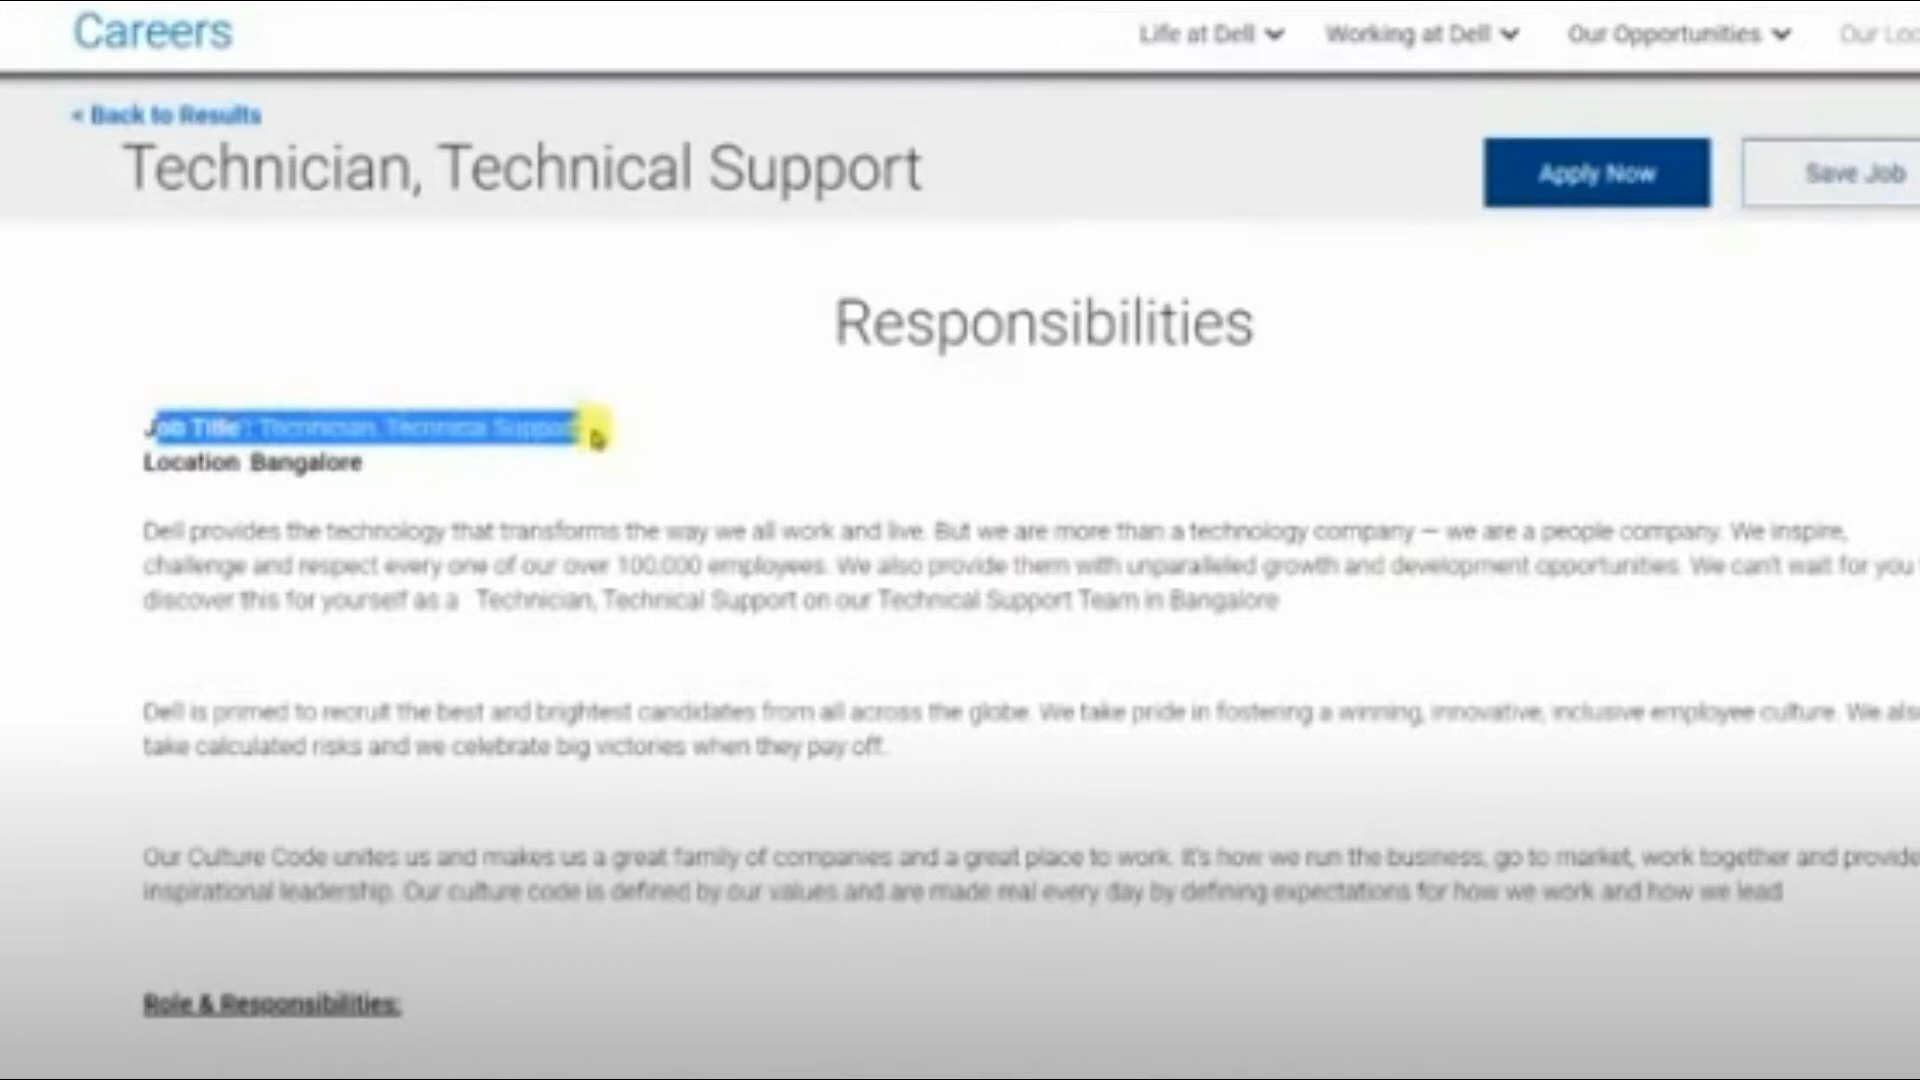 Careers
Life at Dell
Working at Dell
Our Opportunities
Our Loc
< Back to Results
Technician, Technical Support
Apply Now
Save Job
Responsibilities
Job Title: Technician, Technical Support
Location Bangalore
Dell provides the technology that transforms the way we all work and live. But we are more than a technology company – we are a people company. We inspire,
challenge and respect every one of our over 100,000 employees. We also provide them with unparalleled growth and development opportunities. We can't wait for you
discover this for yourself as a Technician, Technical Support on our Technical Support Team in Bangalore
Dell is primed to recruit the best and brightest candidates from all across the globe. We take pride in fostering a winning, innovative, inclusive employee culture. We also
take calculated risks and we celebrate big victories when they pay off.
Our Culture Code unites us and makes us a great family of companies and a great place to work. It's how we run the business, go to market, work together and provide
inspirational leadership. Our culture code is defined by our values and are made real every day by defining expectations for how we work and how we lead
Role & Responsibilities: